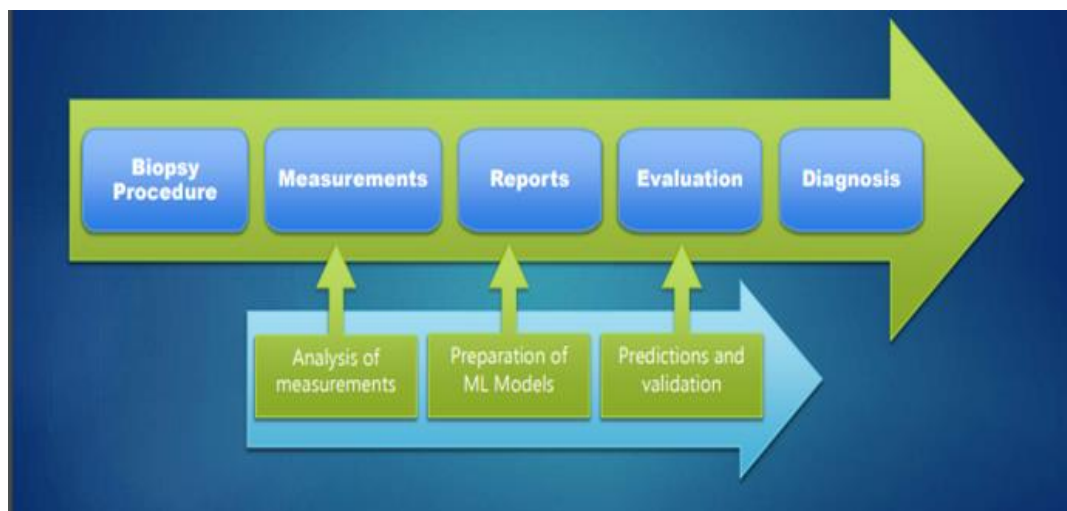 Biopsy
Procedure
Measurements
Reports
Evaluation
Diagnosis
Analysis of
measurements
Preparation of
ML Models
Predictions and
validation